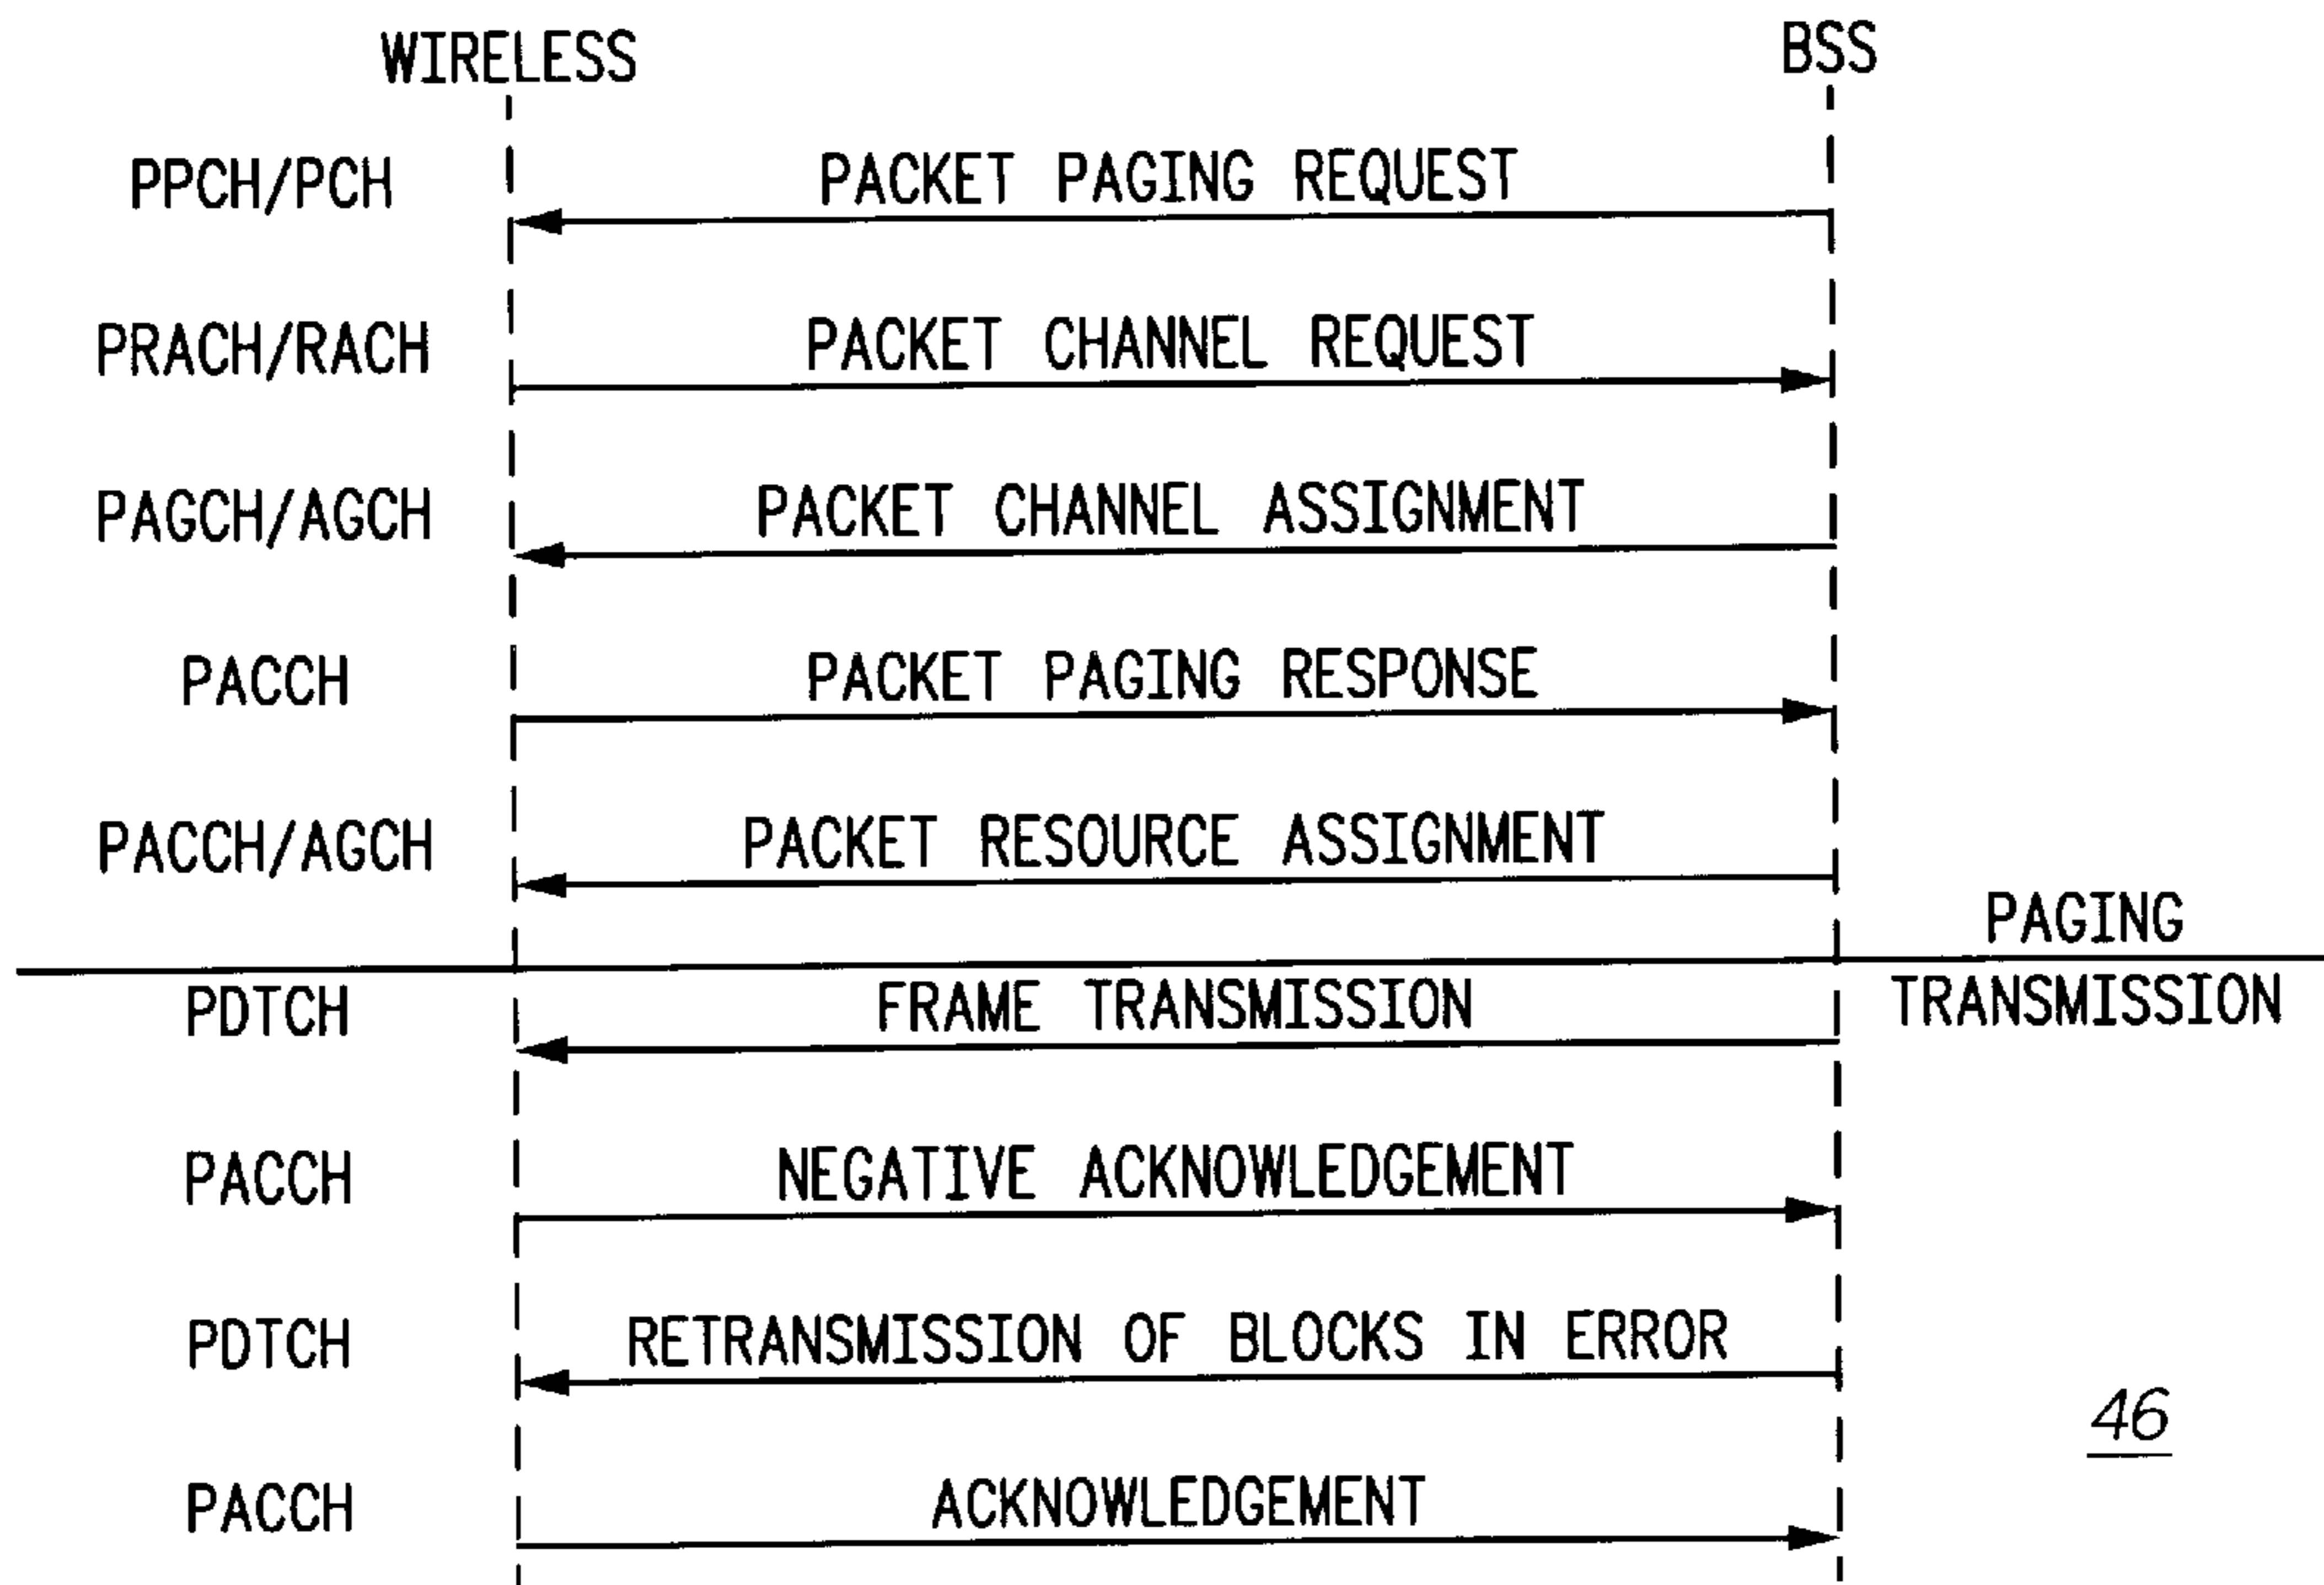 WIRELESS BSS
PPCH/PCH PACKET PAGING REQUEST
PRACH/RACH PACKET CHANNEL REQUEST
PAGCH/AGCH PACKET CHANNEL ASSIGNMENT
PACCH PACKET PAGING RESPONSE
PACCH/AGCH PACKET RESOURCE ASSIGNMENT
PAGING
PDTCH FRAME TRANSMISSION TRANSMISSION
PACCH NEGATIVE ACKNOWLEDGEMENT
PDTCH RETRANSMISSION OF BLOCKS IN ERROR
46
PACCH ACKNOWLEDGEMENT